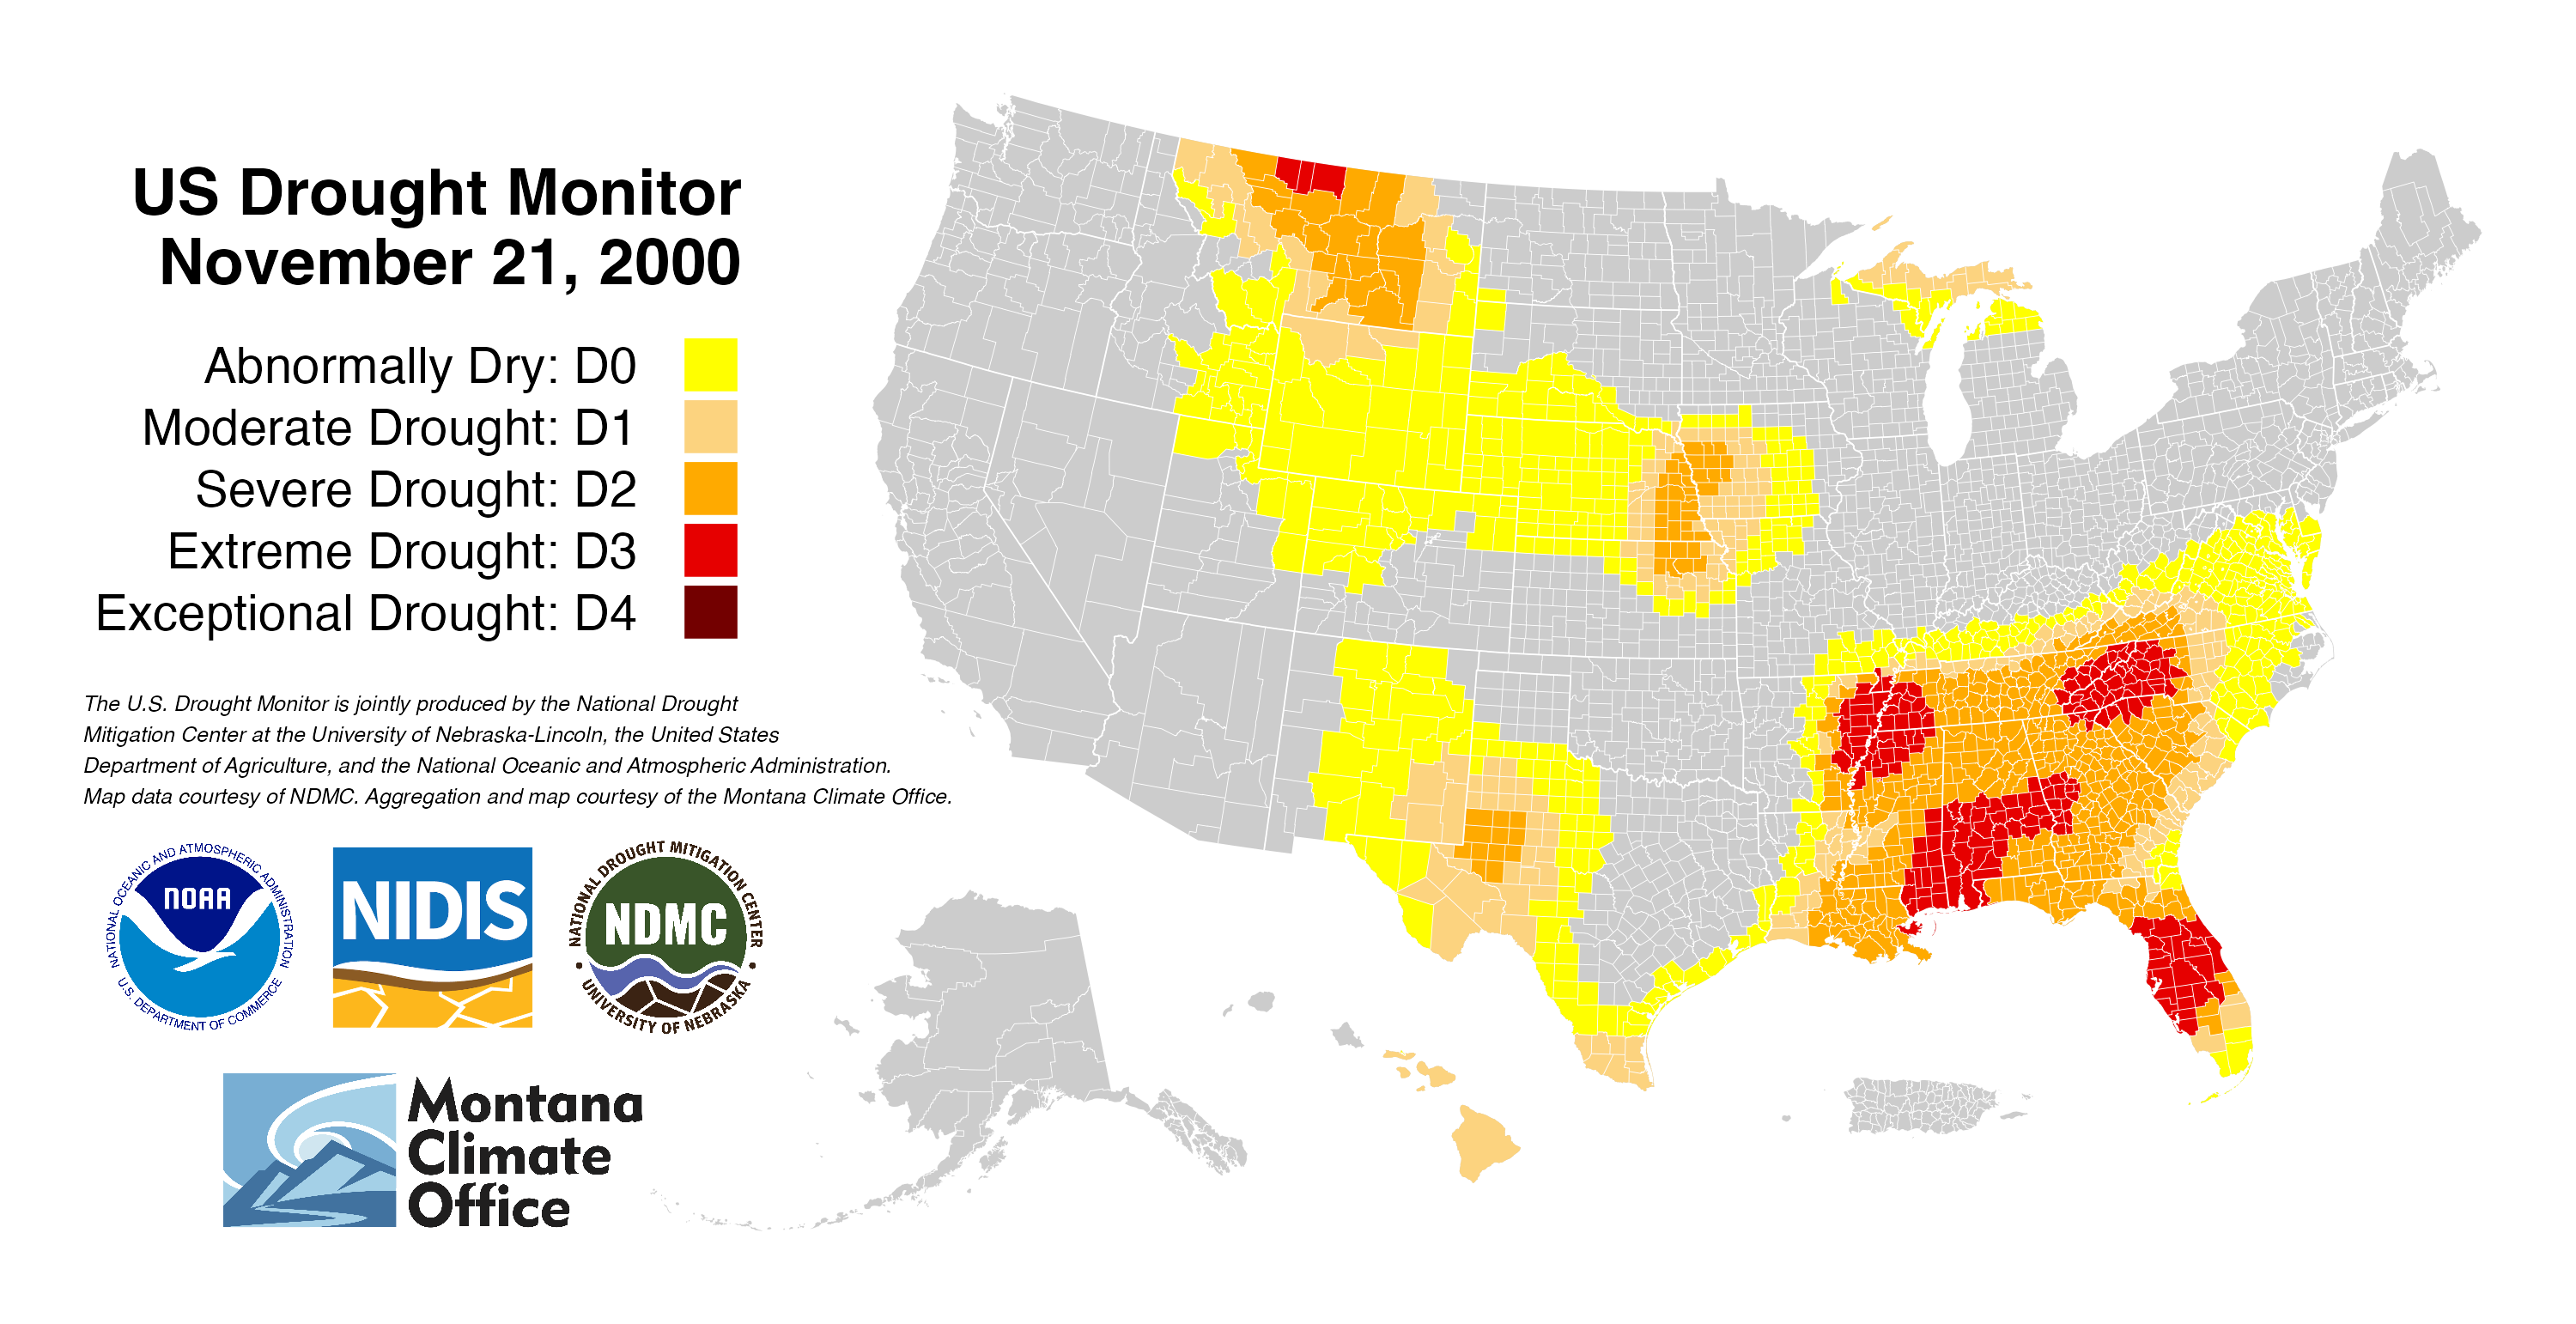 US Drought Monitor
November 21, 2000
Abnormally Dry: D0
Moderate Drought: D1
Severe Drought: D2
Extreme Drought: D3
Exceptional Drought: D4
The U.S. Drought Monitor is jointly produced by the National Drought
Mitigation Center at the University of Nebraska-Lincoln, the United States
Department of Agriculture, and the National Oceanic and Atmospheric Administration.
Map data courtesy of NDMC. Aggregation and map courtesy of the Montana Climate Office.
NATIONAL OCEANIC AND ATMOSPHERIC ADMINISTRATION
NOAA
U.S. DEPARTMENT OF COMMERCE
NIDIS
NATIONAL DROUGHT MITIGATION CENTER
NDMC
UNIVERSITY OF NEBRASKA
Montana
Climate
Office